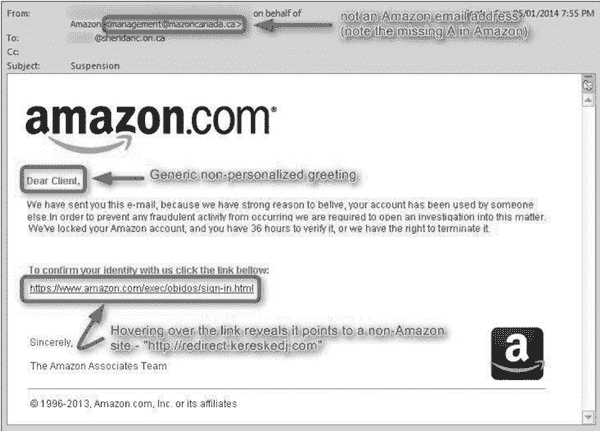 From:
on behalf of
25/01/2014 7:55 PM
Amazon <management@mazoncanada.ca>
not an Amazon email address
(note the missing A in Amazon)
To:
@sheridanc.on.ca
Cc:
Subject: Suspension
amazon.com
Dear Client,
Generic non-personalized greeting
We have sent you this e-mail, because we have strong reason to belive, your account has been used by someone
else. In order to prevent any fraudulent activity from occurring we are required to open an investigation into this matter.
We've locked your Amazon account, and you have 36 hours to verify it, or we have the right to terminate it.
To confirm your identity with us click the link bellow:
https://www.amazon.com/exec/obidos/sign-in.html
Hovering over the link reveals it points to a non-Amazon
site - "http://redirect-kereskedj.com"
Sincerely,
The Amazon Associates Team
a
© 1996-2013, Amazon.com, Inc. or its affiliates